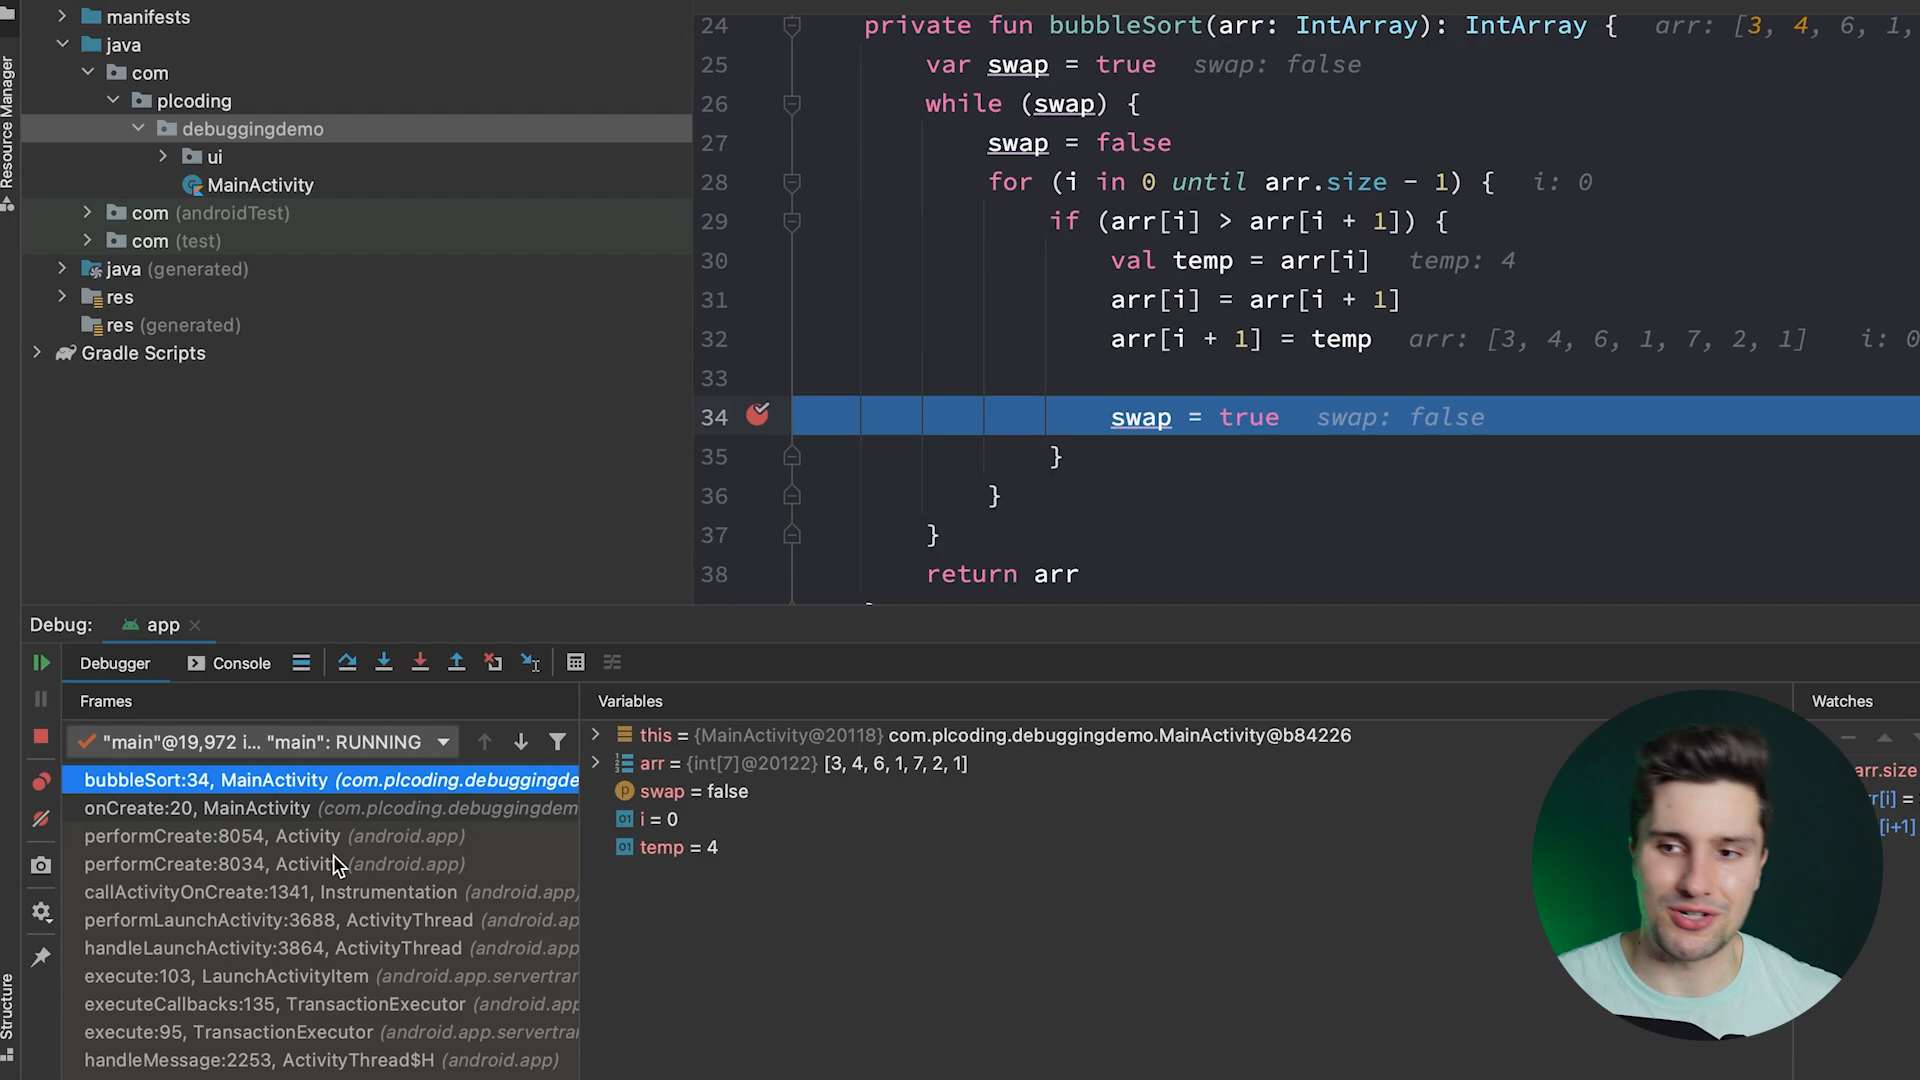 Resource Manager
manifests
java
com
plcoding
debuggingdemo
ui
MainActivity
com (androidTest)
com (test)
java (generated)
res
res (generated)
Gradle Scripts
24 private fun bubbleSort(arr: IntArray): IntArray { arr: [3, 4, 6, 1,
25 var swap = true swap: false
26 while (swap) {
27 swap = false
28 for (i in 0 until arr.size - 1) { i: 0
29 if (arr[i] > arr[i + 1]) {
30 val temp = arr[i] temp: 4
31 arr[i] = arr[i + 1]
32 arr[i + 1] = temp arr: [3, 4, 6, 1, 7, 2, 1] i: 0
33
34 swap = true swap: false
35 }
36 }
37 }
38 return arr
Debug: app
Debugger Console
Frames
"main"@19,972 i... "main": RUNNING
bubbleSort:34, MainActivity (com.plcoding.debuggingde
onCreate:20, MainActivity (com.plcoding.debuggingdem
performCreate:8054, Activity (android.app)
performCreate:8034, Activity (android.app)
callActivityOnCreate:1341, Instrumentation (android.app)
performLaunchActivity:3688, ActivityThread (android.ap
handleLaunchActivity:3864, ActivityThread (android.ap
execute:103, LaunchActivityItem (android.app.servertrar
executeCallbacks:135, TransactionExecutor (android.app
execute:95, TransactionExecutor (android.app.servertrar
handleMessage:2253, ActivityThread$H (android.app)
Variables
this = {MainActivity@20118} com.plcoding.debuggingdemo.MainActivity@b84226
arr = {int[7]@20122} [3, 4, 6, 1, 7, 2, 1]
swap = false
i = 0
temp = 4
Watches
arr.size
r[i] =
[i+1]
Structure